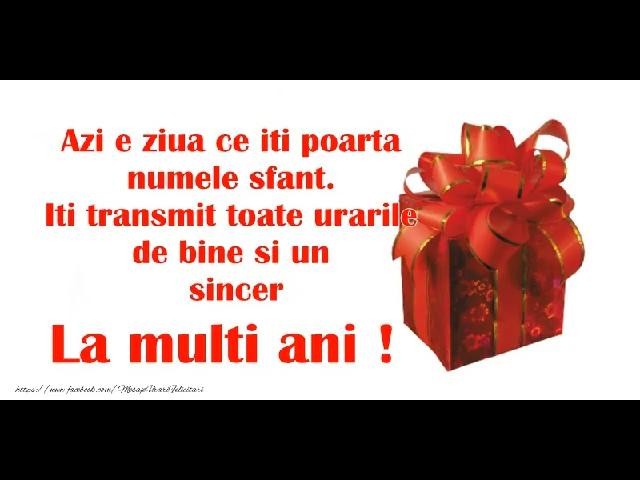 Azi e ziua ce iti poarta
numele sfant.
Iti transmit toate urarile
de bine si un
sincer
La multi ani !